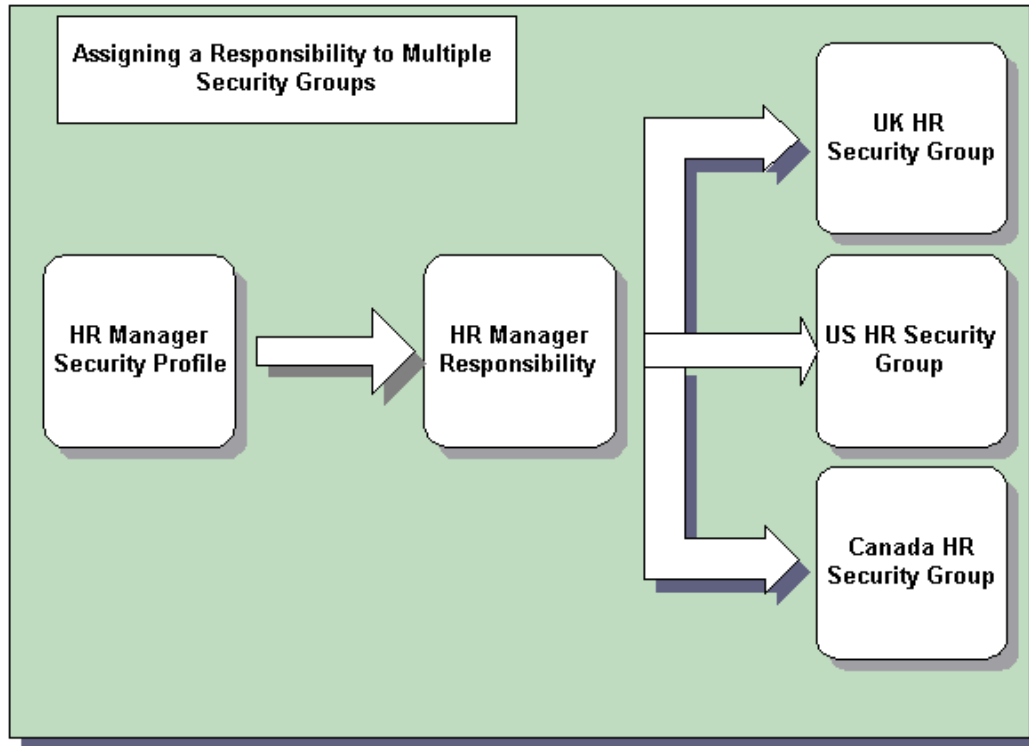 Assigning a Responsibility to Multiple
Security Groups
UK HR
Security Group
HR Manager
Security Profile
HR Manager
Responsibility
US HR Security
Group
Canada HR
Security Group